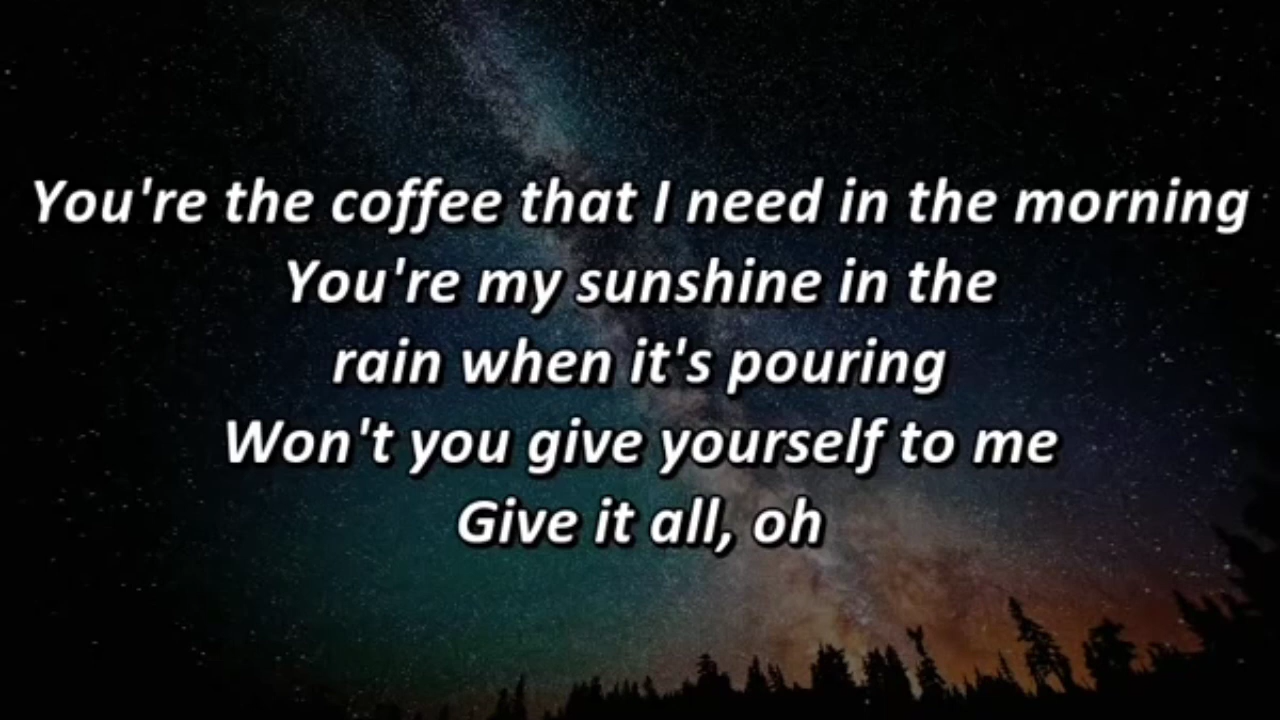 You're the coffee that I need in the morning
You're my sunshine in the
rain when it's pouring
Won't you give yourself to me
Give it all, oh